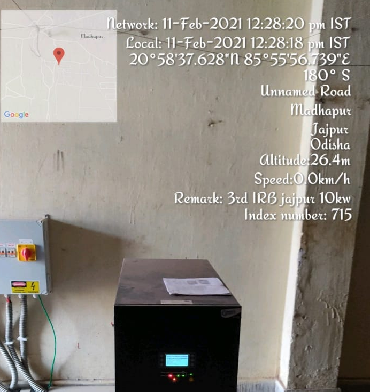 Network: 11-Feb-2021 12:28:20 pm IST
Local: 11-Feb-2021 12:28:18 pm IST
20°58'37.628"N 85°55'56.739"E
180° S
Unnamed Road
Madhapur
Jajpur
Odisha
Altitude:26.4m
Speed:0.0km/h
Remark: 3rd IRB jajpur 10kw
Index number: 715
Madhapur
Google